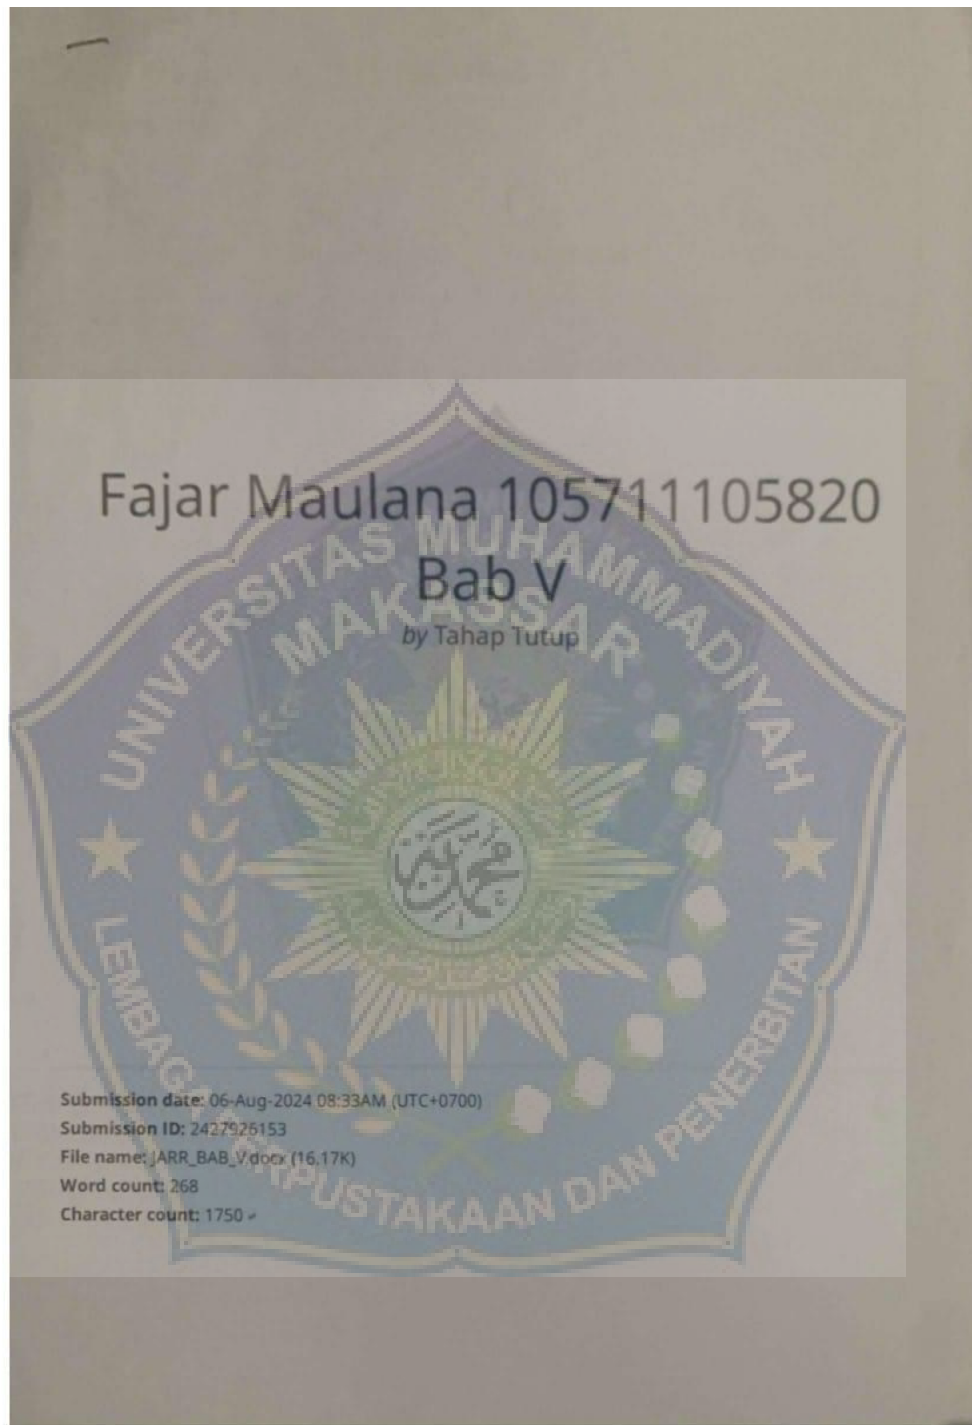 Fajar Maulana 105711105820
Bab V
by Tahap Tutup
UNIVERSITAS MUHAMMADIYAH
MAKASSAR
محمدية
LEMBAGA PERPUSTAKAAN DAN PENERBITAN
Submission date: 06-Aug-2024 08:33AM (UTC+0700)
Submission ID: 2427926153
File name: JARR_BAB_V.docx (16.17K)
Word count: 268
Character count: 1750